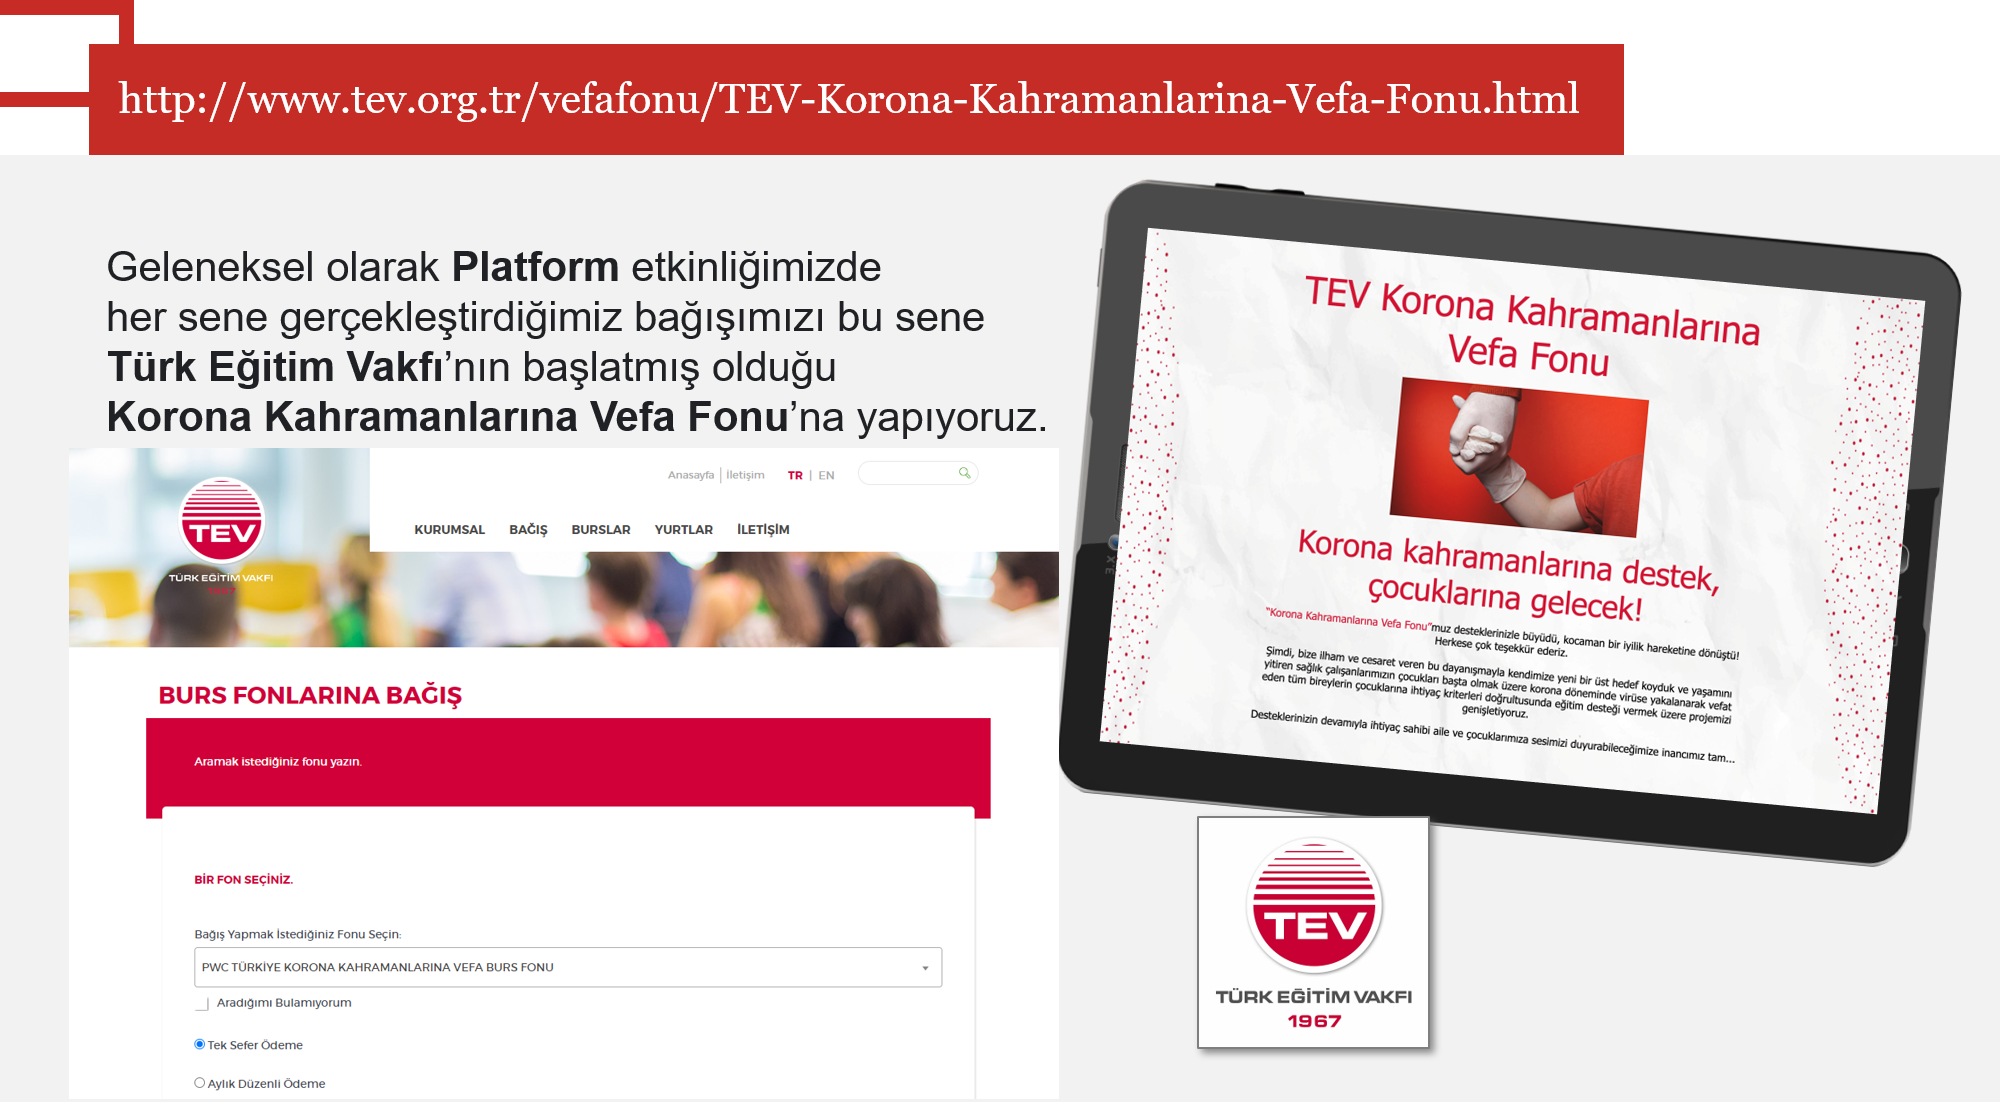 http://www.tev.org.tr/vefafonu/TEV-Korona-Kahramanlarina-Vefa-Fonu.html
Geleneksel olarak Platform etkinliğimizde
her sene gerçekleştirdiğimiz bağışımızı bu sene
Türk Eğitim Vakfı’nın başlatmış olduğu
Korona Kahramanlarına Vefa Fonu’na yapıyoruz.
TEV
TÜRK EĞİTİM VAKFI
1967
Anasayfa | İletişim TR | EN
KURUMSAL BAĞIŞ BURSLAR YURTLAR İLETİŞİM
BURS FONLARINA BAĞIŞ
Aramak istediğiniz fonu yazın.
BİR FON SEÇİNİZ.
Bağış Yapmak İstediğiniz Fonu Seçin:
PWC TÜRKİYE KORONA KAHRAMANLARINA VEFA BURS FONU
Aradığımı Bulamıyorum
Tek Sefer Ödeme
Aylık Düzenli Ödeme
TEV Korona Kahramanlarına
Vefa Fonu
Korona kahramanlarına destek,
çocuklarına gelecek!
“Korona Kahramanlarına Vefa Fonu”muz desteklerinizle büyüdü, kocaman bir iyilik hareketine dönüştü!
Herkese çok teşekkür ederiz.
Şimdi, bize ilham ve cesaret veren bu dayanışmayla kendimize yeni bir üst hedef koyduk ve yaşamını
yitiren sağlık çalışanlarımızın çocukları başta olmak üzere korona döneminde virüse yakalanarak vefat
eden tüm bireylerin çocuklarına ihtiyaç kriterleri doğrultusunda eğitim desteği vermek üzere projemizi
genişletiyoruz.
Desteklerinizin devamıyla ihtiyaç sahibi aile ve çocuklarımıza sesimizi duyurabileceğimize inancımız tam...
TEV
TÜRK EĞİTİM VAKFI
1967